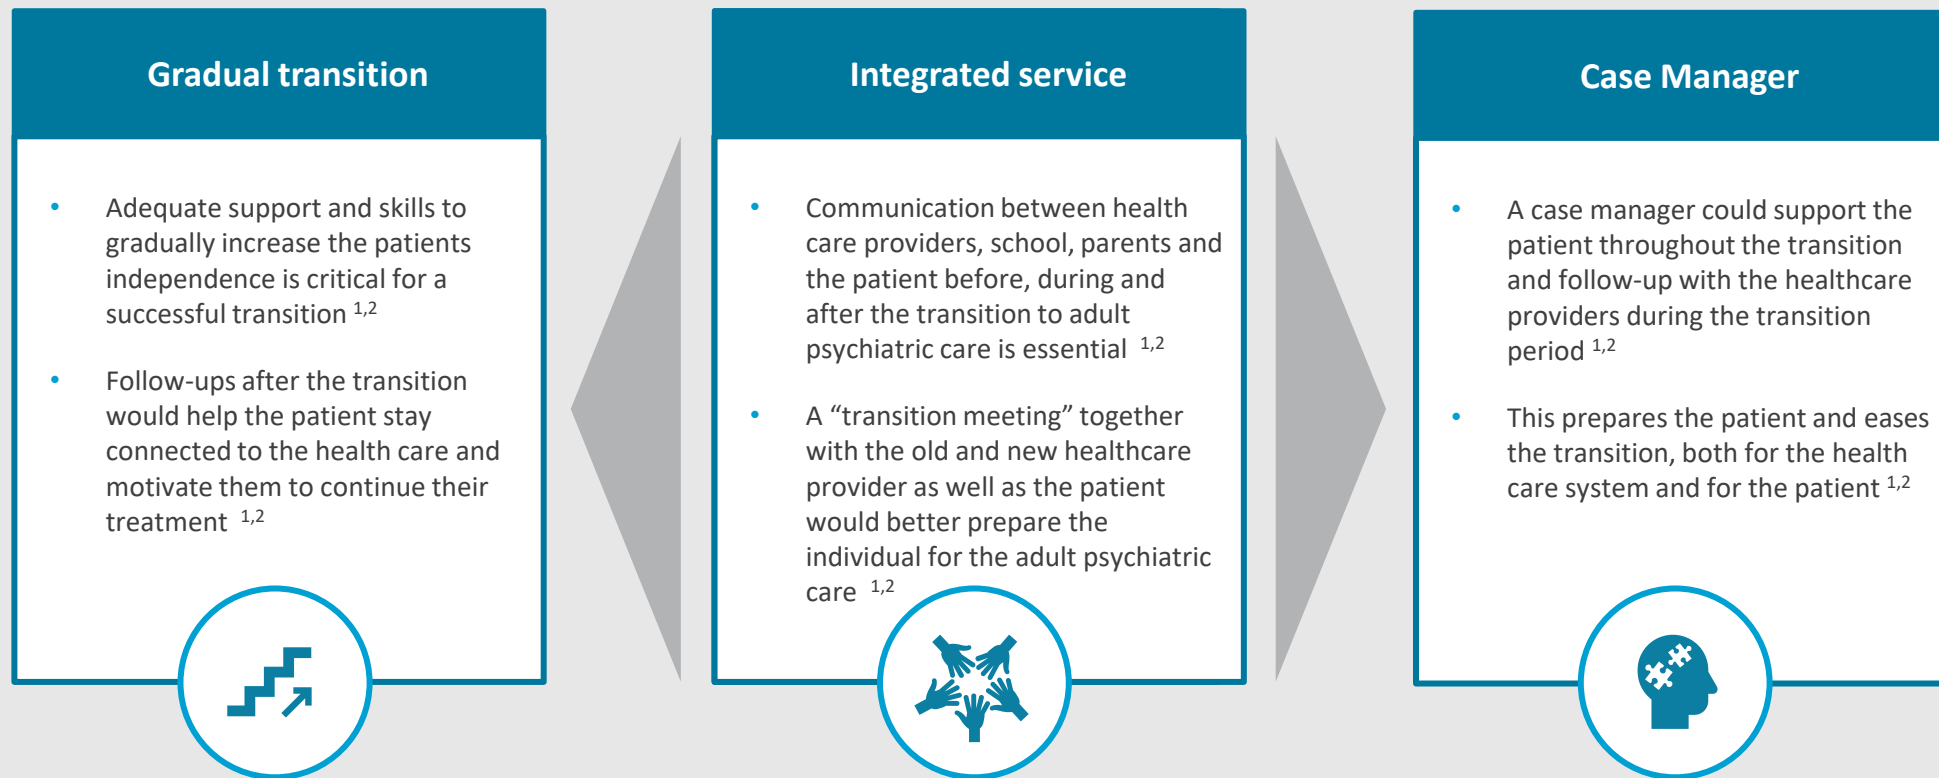 Gradual transition
• Adequate support and skills to
gradually increase the patients
independence is critical for a
successful transition 1,2
• Follow-ups after the transition
would help the patient stay
connected to the health care and
motivate them to continue their
treatment 1,2
Integrated service
• Communication between health
care providers, school, parents and
the patient before, during and
after the transition to adult
psychiatric care is essential 1,2
• A “transition meeting” together
with the old and new healthcare
provider as well as the patient
would better prepare the
individual for the adult psychiatric
care 1,2
Case Manager
• A case manager could support the
patient throughout the transition
and follow-up with the healthcare
providers during the transition
period 1,2
• This prepares the patient and eases
the transition, both for the health
care system and for the patient 1,2